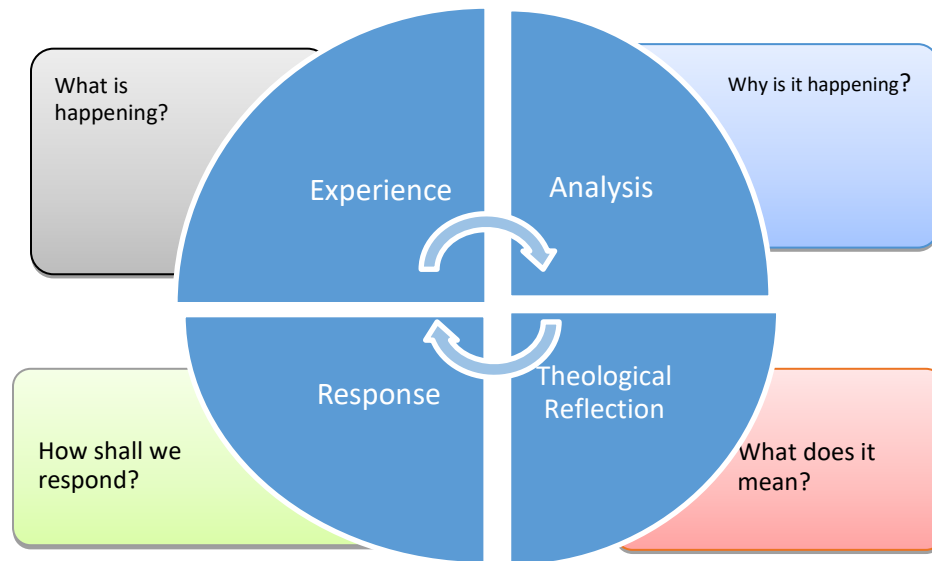 What is
happening?
Why is it happening?
Experience
Analysis
Response
Theological
Reflection
How shall we
respond?
What does it
mean?